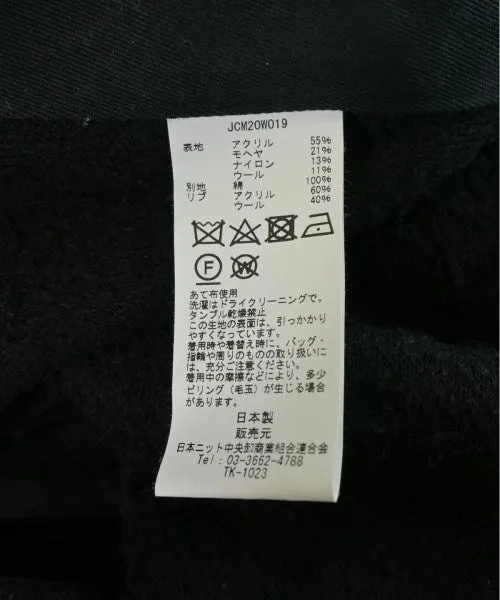 JCM20W019
表地 アクリル 55%
モヘヤ 21%
ナイロン 13%
ウール 11%
別地 綿 100%
リブ アクリル 60%
ウール 40%
F W
あて布使用
洗濯はドライクリーニングで。
タンブル乾燥禁止
この生地の表面は、引っかかり
やすくなっています。
着用時や着替え時に、バッグ・
指輪や周りのものの取り扱いに
は、充分ご注意ください。
着用中の摩擦などにより、多少
ピリング（毛玉）が生じる場合
があります。
日本製
販売元
日本ニット中央卸商業組合連合会
Tel : 03-3662-4788
TK-1023